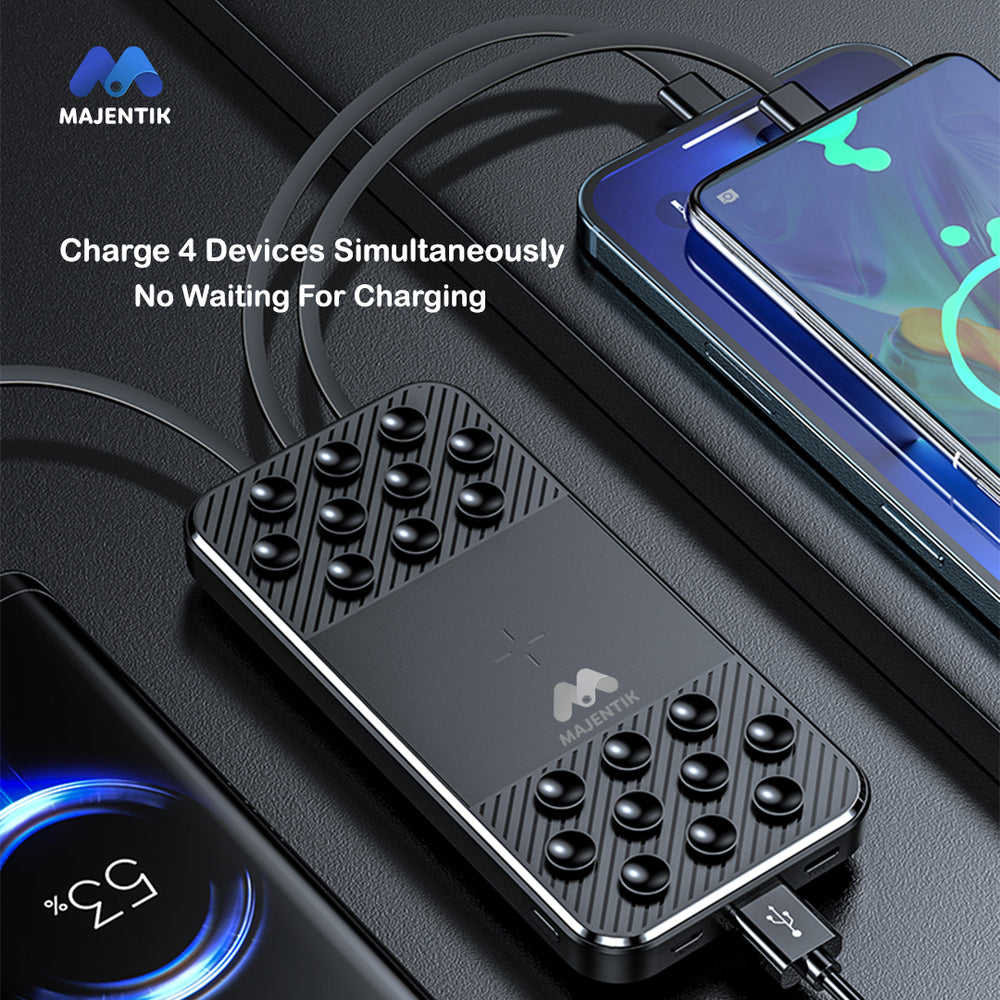 MAJENTIK
Charge 4 Devices Simultaneously
No Waiting For Charging
MAJENTIK
53%